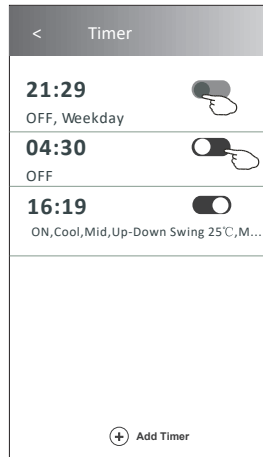 < Timer
21:29
OFF, Weekday
04:30
OFF
16:19
ON,Cool,Mid,Up-Down Swing 25℃,M...
+ Add Timer